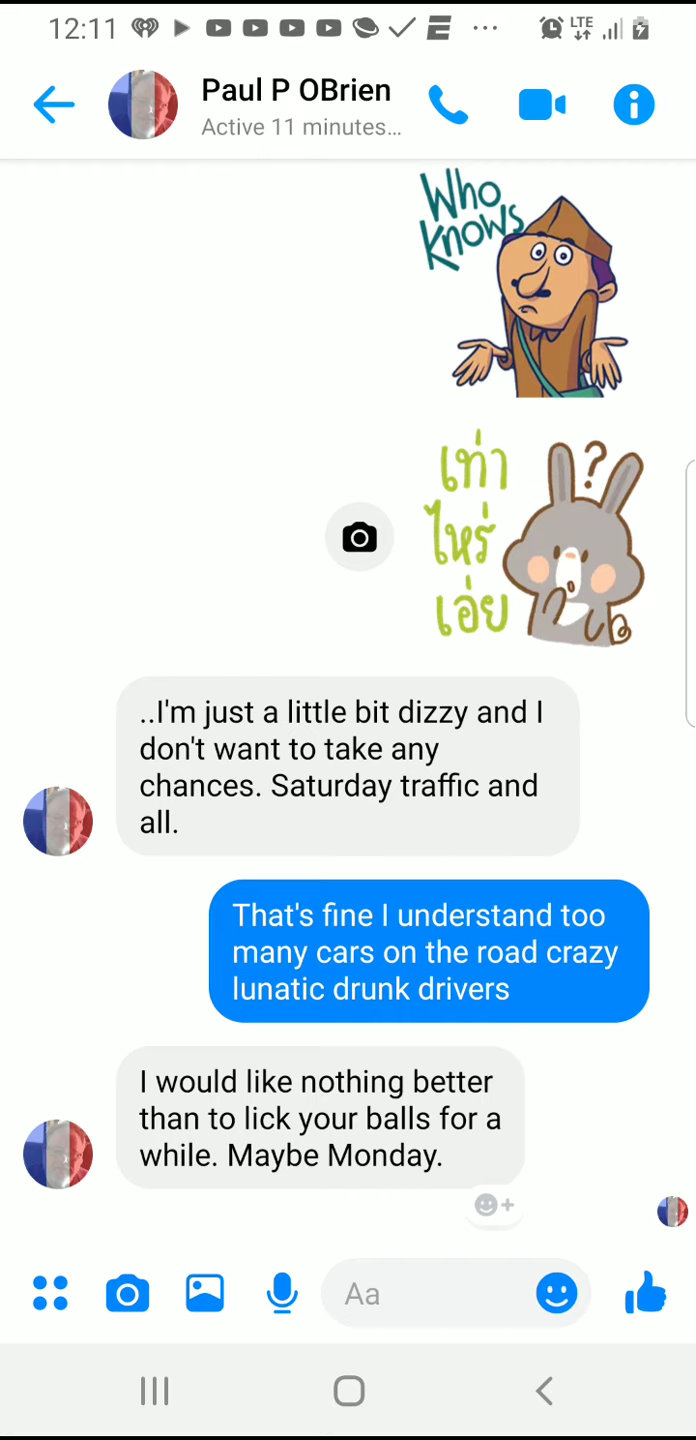 12:11
LTE
Paul P OBrien
Active 11 minutes...
Who
knows
เท่า
ไหร่
เอ่ย
?
..I'm just a little bit dizzy and I
don't want to take any
chances. Saturday traffic and
all.
That's fine I understand too
many cars on the road crazy
lunatic drunk drivers
I would like nothing better
than to lick your balls for a
while. Maybe Monday.
Aa